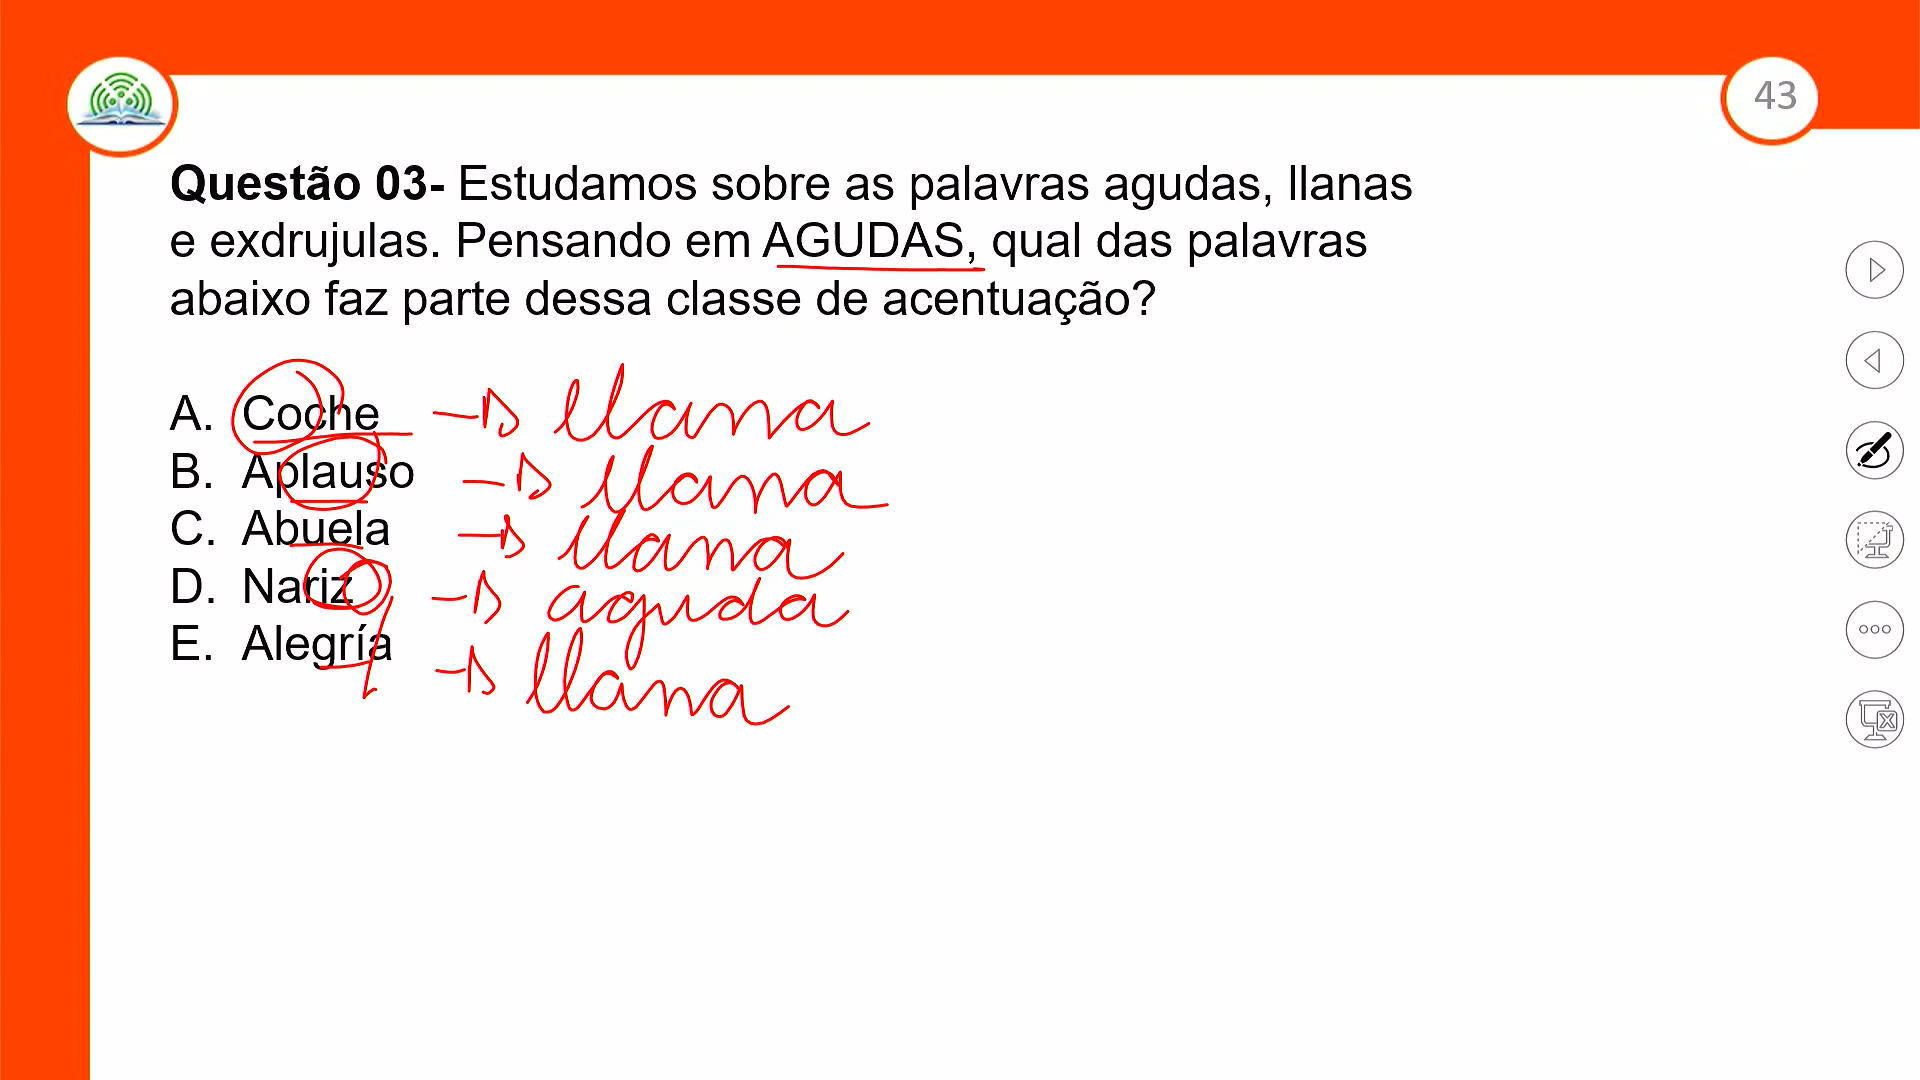 43
Questão 03- Estudamos sobre as palavras agudas, llanas
e exdrujulas. Pensando em AGUDAS, qual das palavras
abaixo faz parte dessa classe de acentuação?
A. Coche llana
B. Aplauso llana
C. Abuela llana
D. Nariz aguda
E. Alegría llana